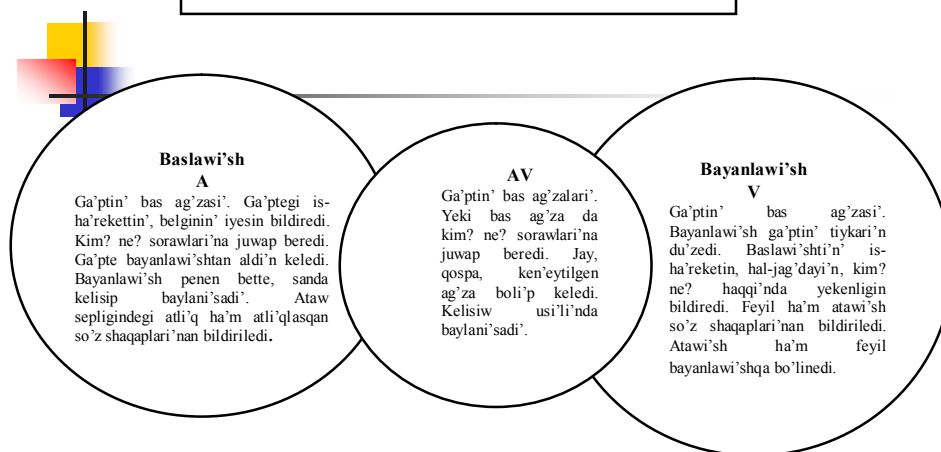 Baslawi’sh
A
Ga’ptin’ bas ag’zasi’. Ga’ptegi is-
ha’rekettin’, belginin’ iyesin bildiredi.
Kim? ne? sorawlari’na juwap beredi.
Ga’pte bayanlawi’shtan aldi’n keledi.
Bayanlawi’sh penen bette, sanda
kelisip baylani’sadi’. Ataw
sepligindegi atli’q ha’m atli’qlasqan
so’z shaqaplari’nan bildiriledi.
AV
Ga’ptin’ bas ag’zalari’.
Yeki bas ag’za da
kim? ne? sorawlari’na
juwap beredi. Jay,
qospa, ken’eytilgen
ag’za boli’p keledi.
Kelisiw usi’li’nda
baylani’sadi’.
Bayanlawi’sh
V
Ga’ptin’ bas ag’zasi’.
Bayanlawi’sh ga’ptin’ tiykari’n
du’zedi. Baslawi’shti’n’ is-
ha’reketin, hal-jag’dayi’n, kim?
ne? haqqi’nda yekenligin
bildiredi. Feyil ha’m atawi’sh
so’z shaqaplari’nan bildiriledi.
Atawi’sh ha’m feyil
bayanlawi’shqa bo’linedi.